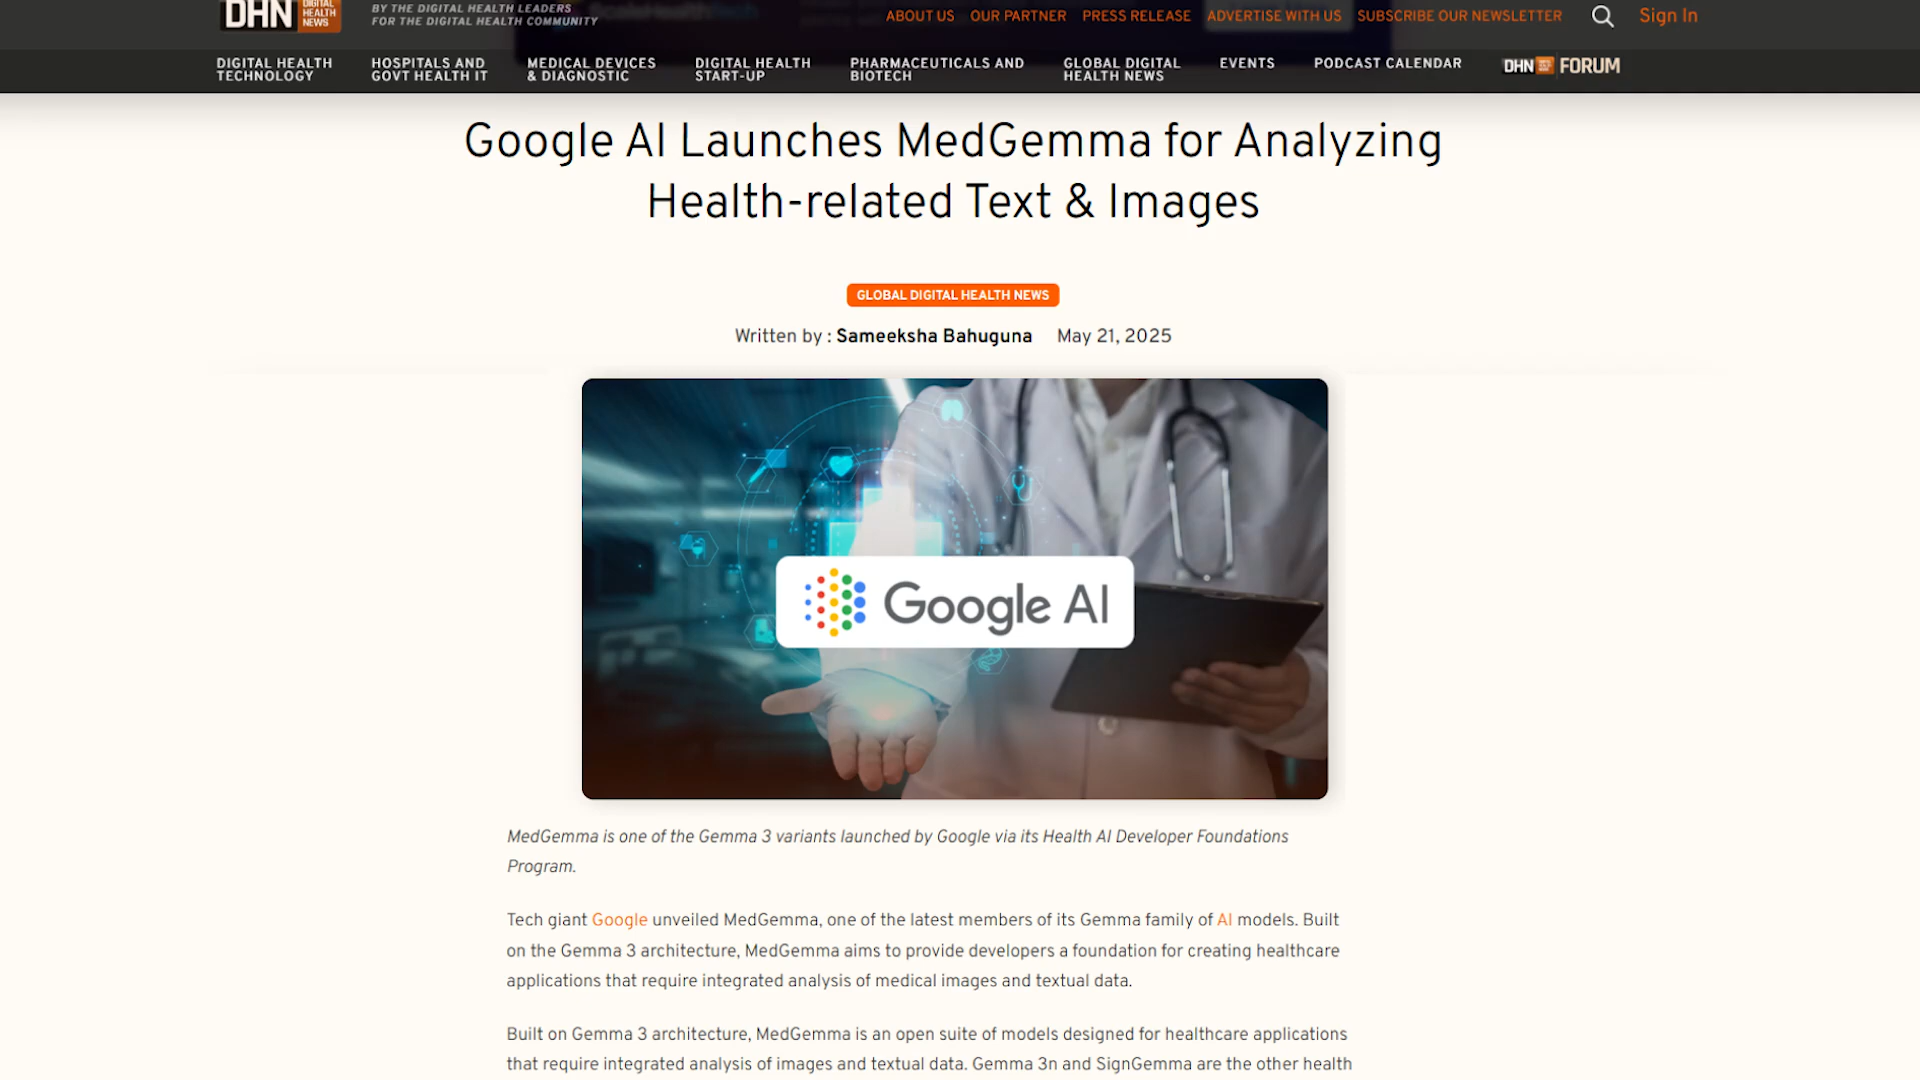 DHN DIGITAL HEALTH NEWS
BY THE DIGITAL HEALTH LEADERS
FOR THE DIGITAL HEALTH COMMUNITY
ABOUT US OUR PARTNER PRESS RELEASE ADVERTISE WITH US SUBSCRIBE OUR NEWSLETTER Sign In
DIGITAL HEALTH TECHNOLOGY
HOSPITALS AND GOVT HEALTH IT
MEDICAL DEVICES & DIAGNOSTIC
DIGITAL HEALTH START-UP
PHARMACEUTICALS AND BIOTECH
GLOBAL DIGITAL HEALTH NEWS
EVENTS
PODCAST CALENDAR
DHN FORUM
Google AI Launches MedGemma for Analyzing
Health-related Text & Images
GLOBAL DIGITAL HEALTH NEWS
Written by : Sameeksha Bahuguna May 21, 2025
Google AI
MedGemma is one of the Gemma 3 variants launched by Google via its Health AI Developer Foundations
Program.
Tech giant Google unveiled MedGemma, one of the latest members of its Gemma family of AI models. Built
on the Gemma 3 architecture, MedGemma aims to provide developers a foundation for creating healthcare
applications that require integrated analysis of medical images and textual data.
Built on Gemma 3 architecture, MedGemma is an open suite of models designed for healthcare applications
that require integrated analysis of images and textual data. Gemma 3n and SignGemma are the other health